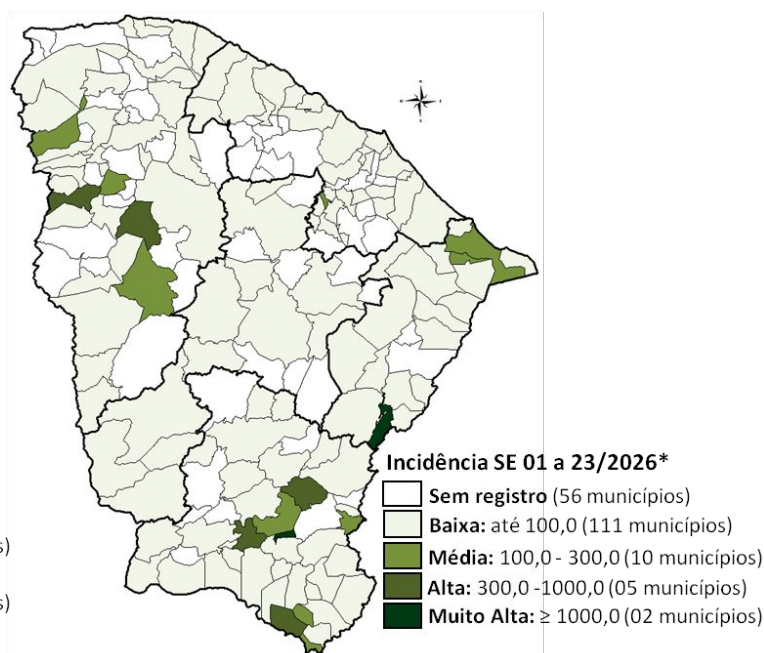 Incidência SE 01 a 23/2026*
Sem registro (56 municípios)
Baixa: até 100,0 (111 municípios)
Média: 100,0 - 300,0 (10 municípios)
Alta: 300,0 -1000,0 (05 municípios)
Muito Alta: ≥ 1000,0 (02 municípios)
s)
s)